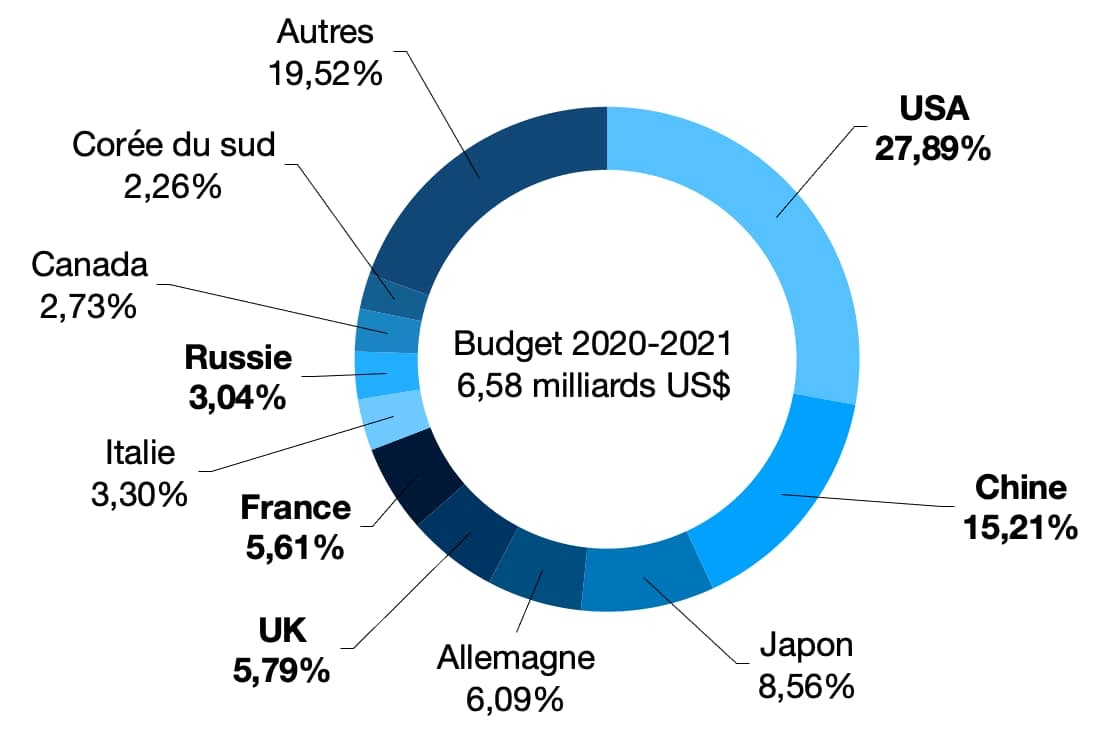 Autres
19,52%
USA
27,89%
Corée du sud
2,26%
Canada
2,73%
Budget 2020-2021
6,58 milliards US$
Russie
3,04%
Italie
3,30%
Chine
15,21%
France
5,61%
UK
5,79%
Allemagne
6,09%
Japon
8,56%